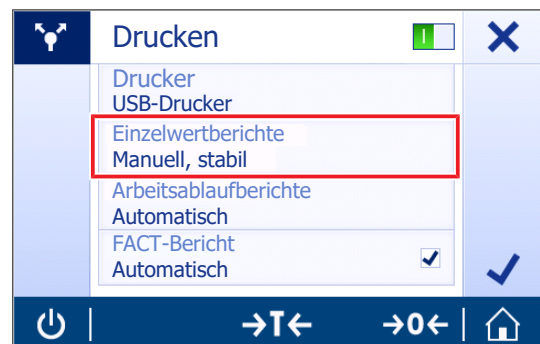 Drucken
Drucker
USB-Drucker
Einzelwertberichte
Manuell, stabil
Arbeitsablaufberichte
Automatisch
FACT-Bericht
Automatisch
→T← →0←